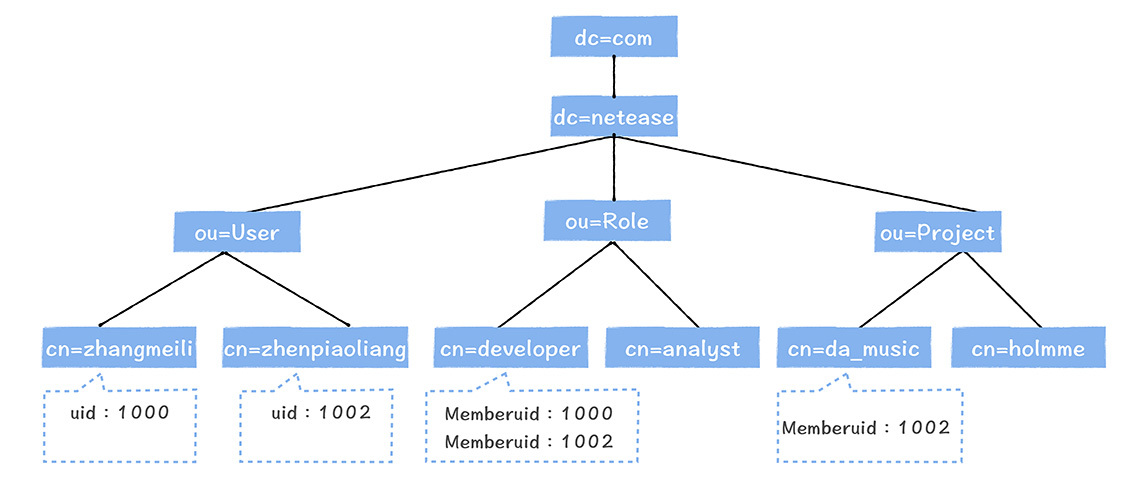 dc=com
dc=netease
ou=User
ou=Role
ou=Project
cn=zhangmeili
cn=zhenpiaoliang
cn=developer
cn=analyst
cn=da_music
cn=holmme
uid：1000
uid：1002
Memberuid：1000
Memberuid：1002
Memberuid：1002